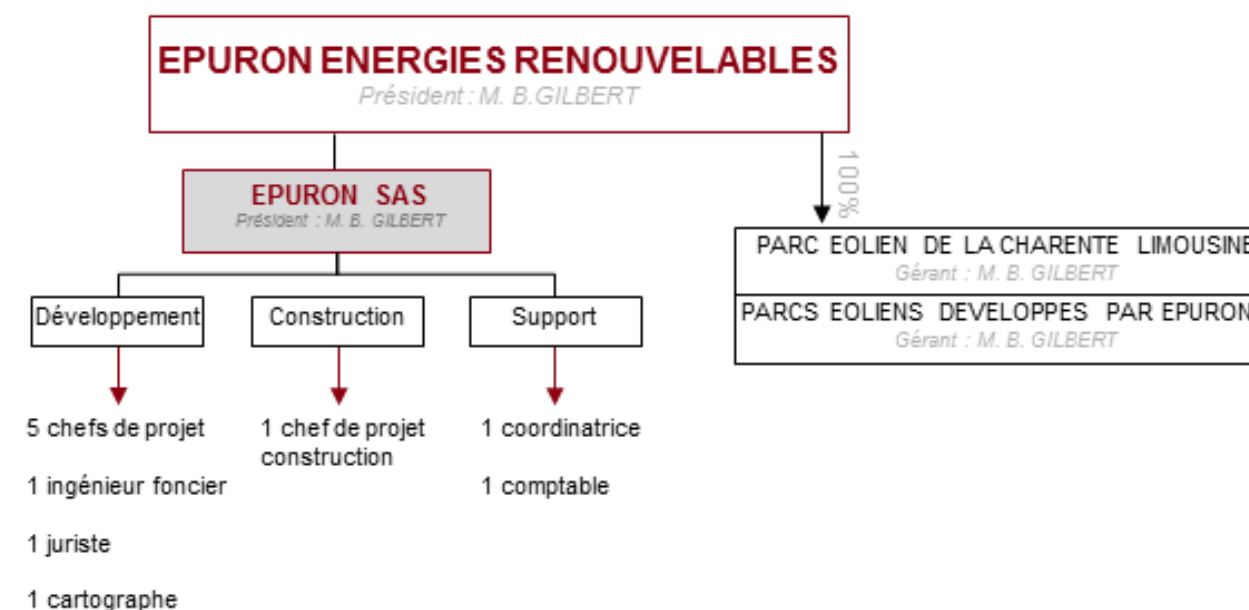 EPURON ENERGIES RENOUVELABLES
Président : M. B.GILBERT
100%
EPURON SAS
Président : M. B. GILBERT
PARC EOLIEN DE LA CHARENTE LIMOUSINE
Gérant : M. B. GILBERT
PARCS EOLIENS DEVELOPPES PAR EPURON
Gérant : M. B. GILBERT
Développement
Construction
Support
5 chefs de projet
1 ingénieur foncier
1 juriste
1 cartographe
1 chef de projet
construction
1 coordinatrice
1 comptable